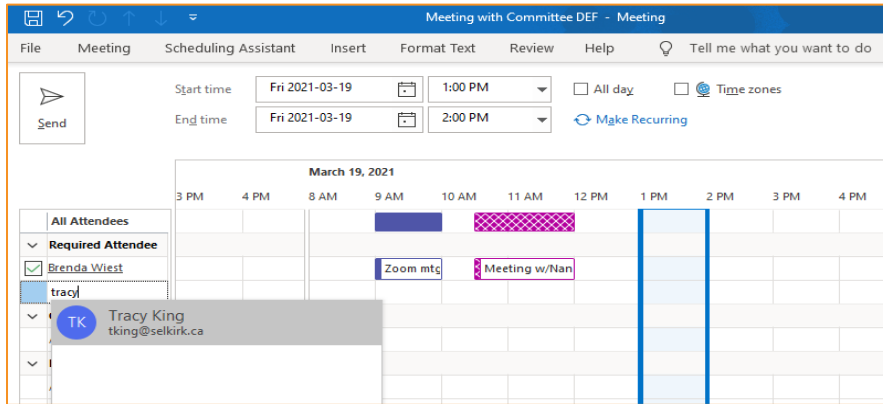 Meeting with Committee DEF - Meeting
File Meeting Scheduling Assistant Insert Format Text Review Help Tell me what you want to do
Start time Fri 2021-03-19 1:00 PM All day Time zones
Send
End time Fri 2021-03-19 2:00 PM Make Recurring
March 19, 2021
3 PM 4 PM 8 AM 9 AM 10 AM 11 AM 12 PM 1 PM 2 PM 3 PM 4 PM
All Attendees
Required Attendee
Brenda Wiest Zoom mtg Meeting w/Nan
tracy
TK Tracy King
tking@selkirk.ca